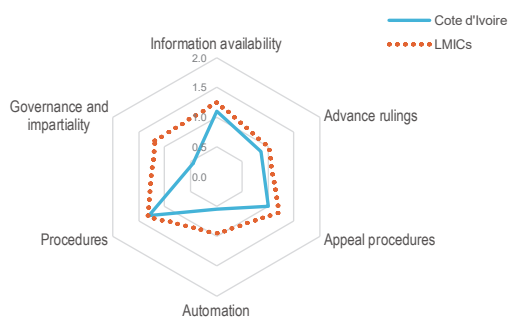 Cote d'Ivoire
LMICs
Information availability
2.0
1.5
1.0
0.5
0.0
Governance and
impartiality
Advance rulings
Procedures
Appeal procedures
Automation